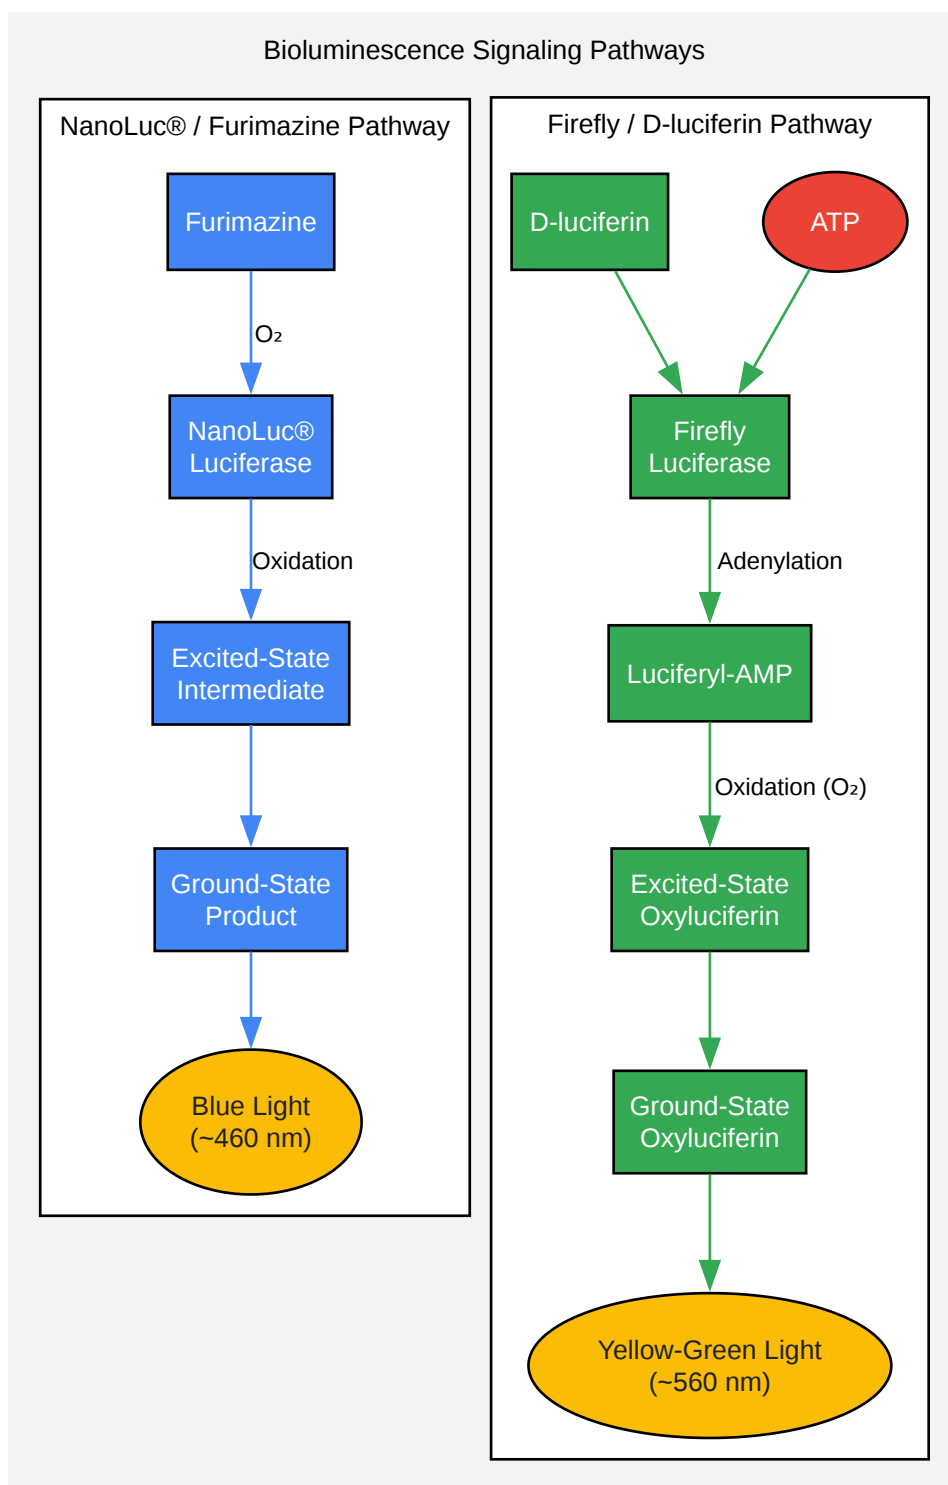 Bioluminescence Signaling Pathways
NanoLuc® / Furimazine Pathway
Furimazine
O₂
NanoLuc®
Luciferase
Oxidation
Excited-State
Intermediate
Ground-State
Product
Blue Light
(~460 nm)
Firefly / D-luciferin Pathway
D-luciferin
ATP
Firefly
Luciferase
Adenylation
Luciferyl-AMP
Oxidation (O₂)
Excited-State
Oxyluciferin
Ground-State
Oxyluciferin
Yellow-Green Light
(~560 nm)